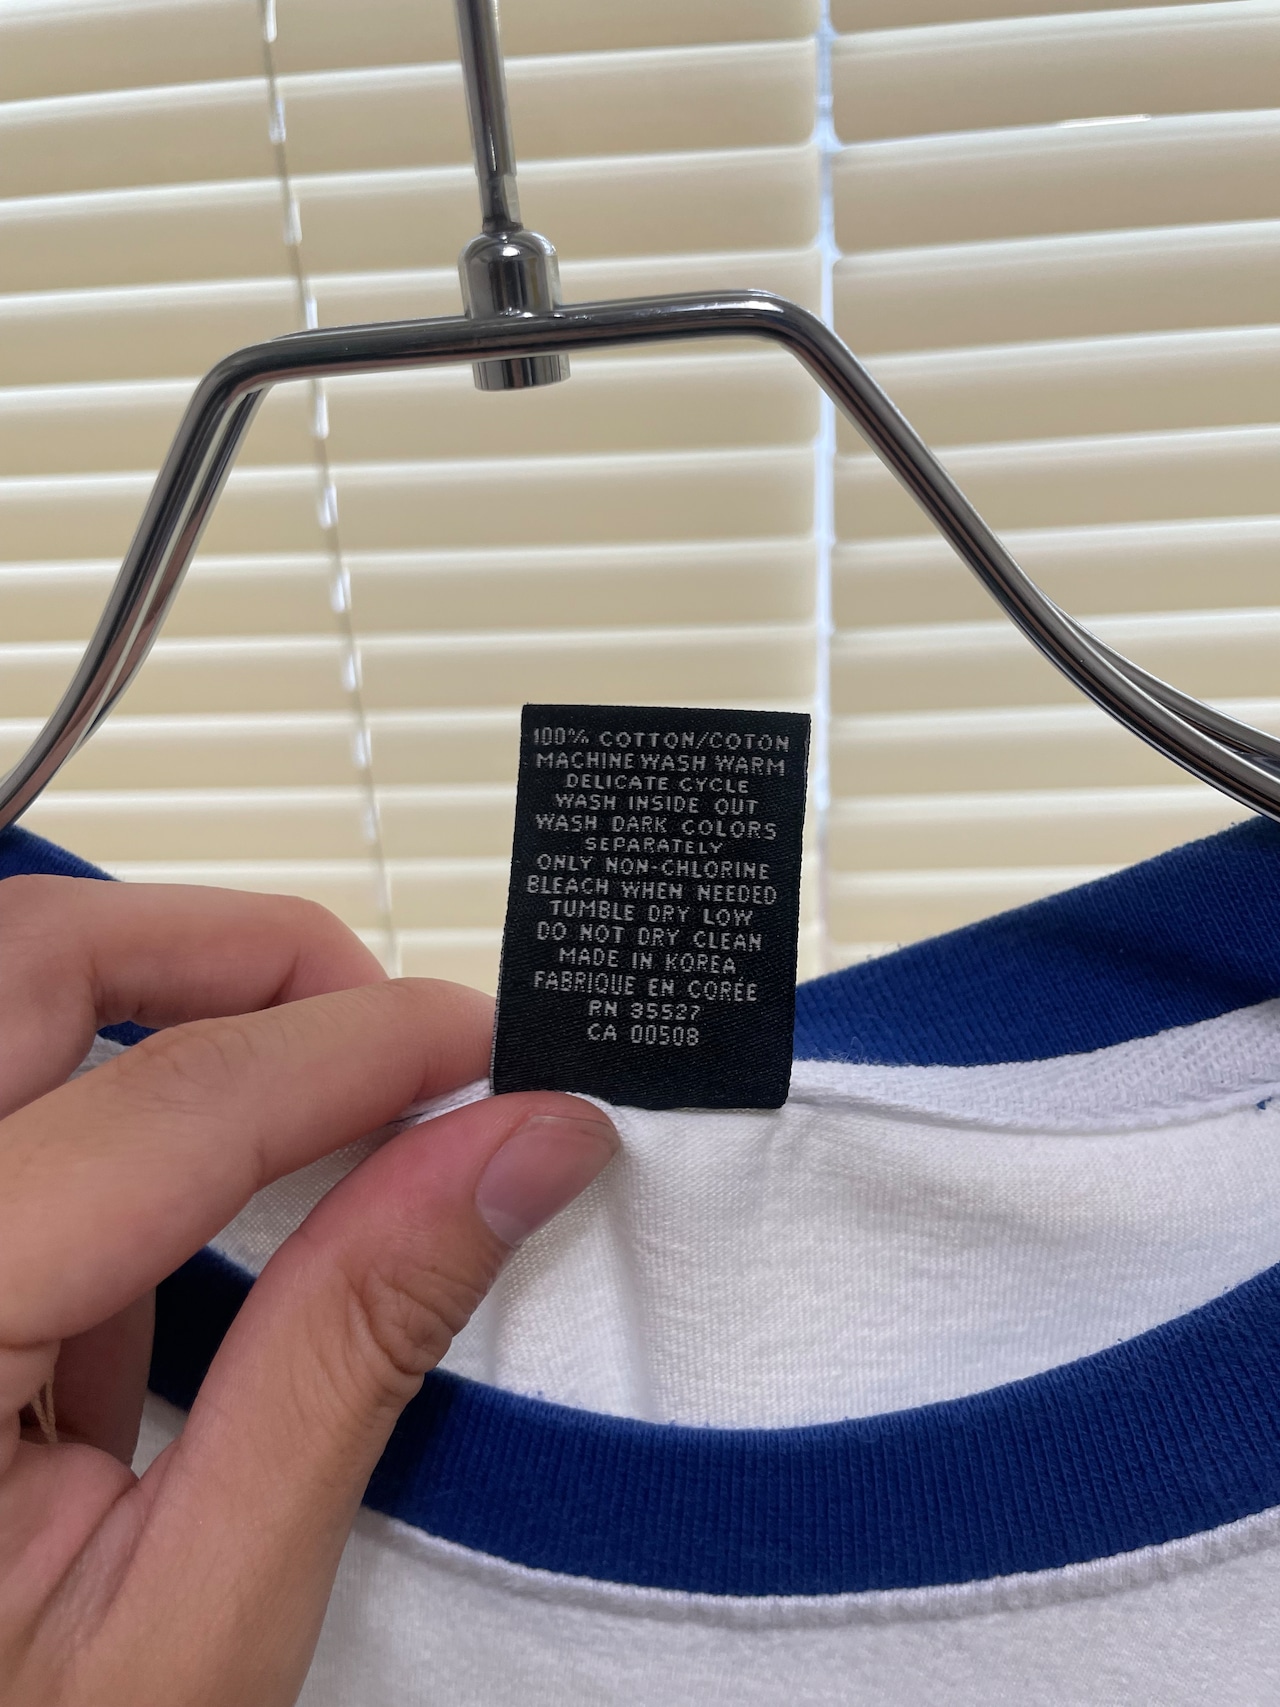 100% COTTON/COTON
MACHINE WASH WARM
DELICATE CYCLE
WASH INSIDE OUT
WASH DARK COLORS
SEPARATELY
ONLY NON-CHLORINE
BLEACH WHEN NEEDED
TUMBLE DRY LOW
DO NOT DRY CLEAN
MADE IN KOREA
FABRIQUE EN CORÉE
RN 35527
CA 00508